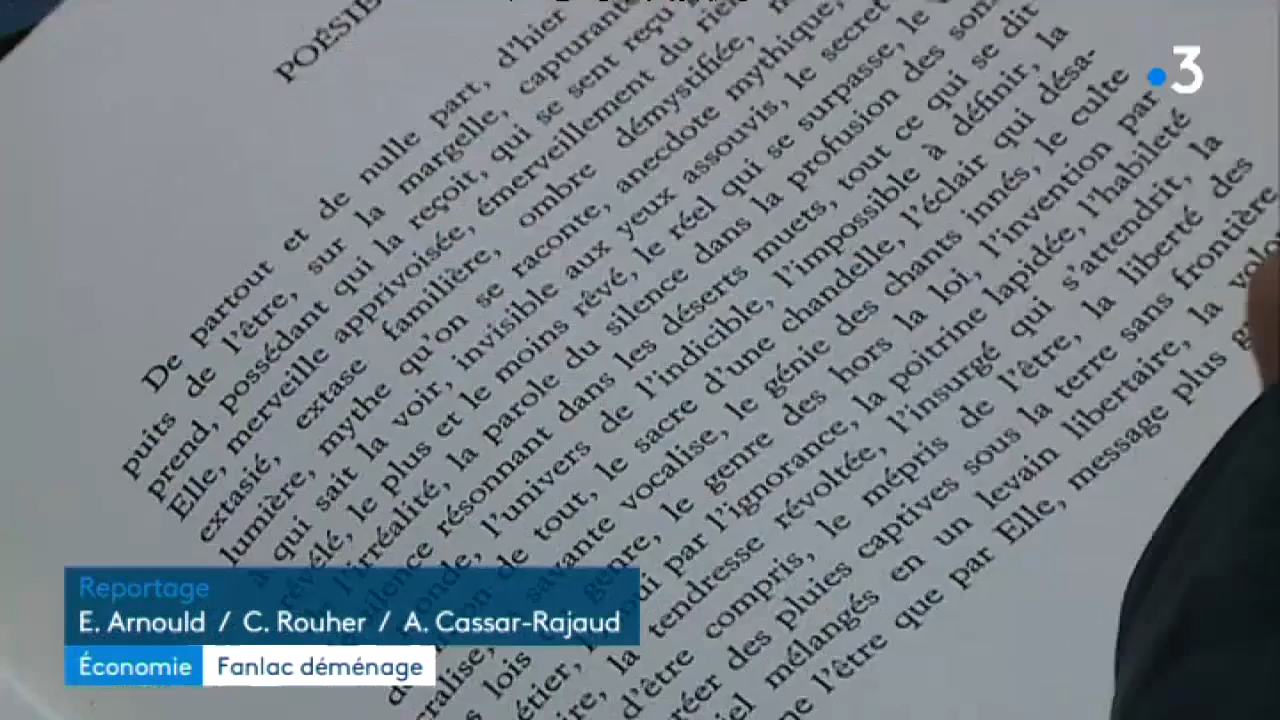 3
POÉSIE
De partout et de nulle part, d'hier
puits de l'être, sur la margelle, capturant
prend, possédant qui la reçoit, qui se sent reçu
Elle, merveille apprivoisée, émerveillement du
extasié, extase familière, ombre démystifiée,
lumière, mythe qu'on se raconte, anecdote mythique,
à qui sait la voir, invisible aux yeux assouvis, le secret
révélé, le plus et le moins rêvé, le réel qui se surpasse, le
l'irréalité, la parole du silence dans la profusion des
silence résonnant dans les déserts muets, tout ce qui se dit
l'univers de l'indicible, l'impossible à définir, la
de tout, le sacre d'une chandelle, l'éclair qui désa-
savante vocalise, le génie des chants innés, le culte
lois genre, le genre des hors la loi, l'invention par
par l'ignorance, la poitrine lapidée, l'habileté
la tendresse révoltée, l'insurgé qui s'attendrit, la
d'être compris, le mépris de l'être, la liberté des
des pluies captives sous la terre sans frontière
mélangés en un levain libertaire, la
l'être que par Elle, message plus
Reportage
E. Arnould / C. Rouher / A. Cassar-Rajaud
Économie Fanlac déménage